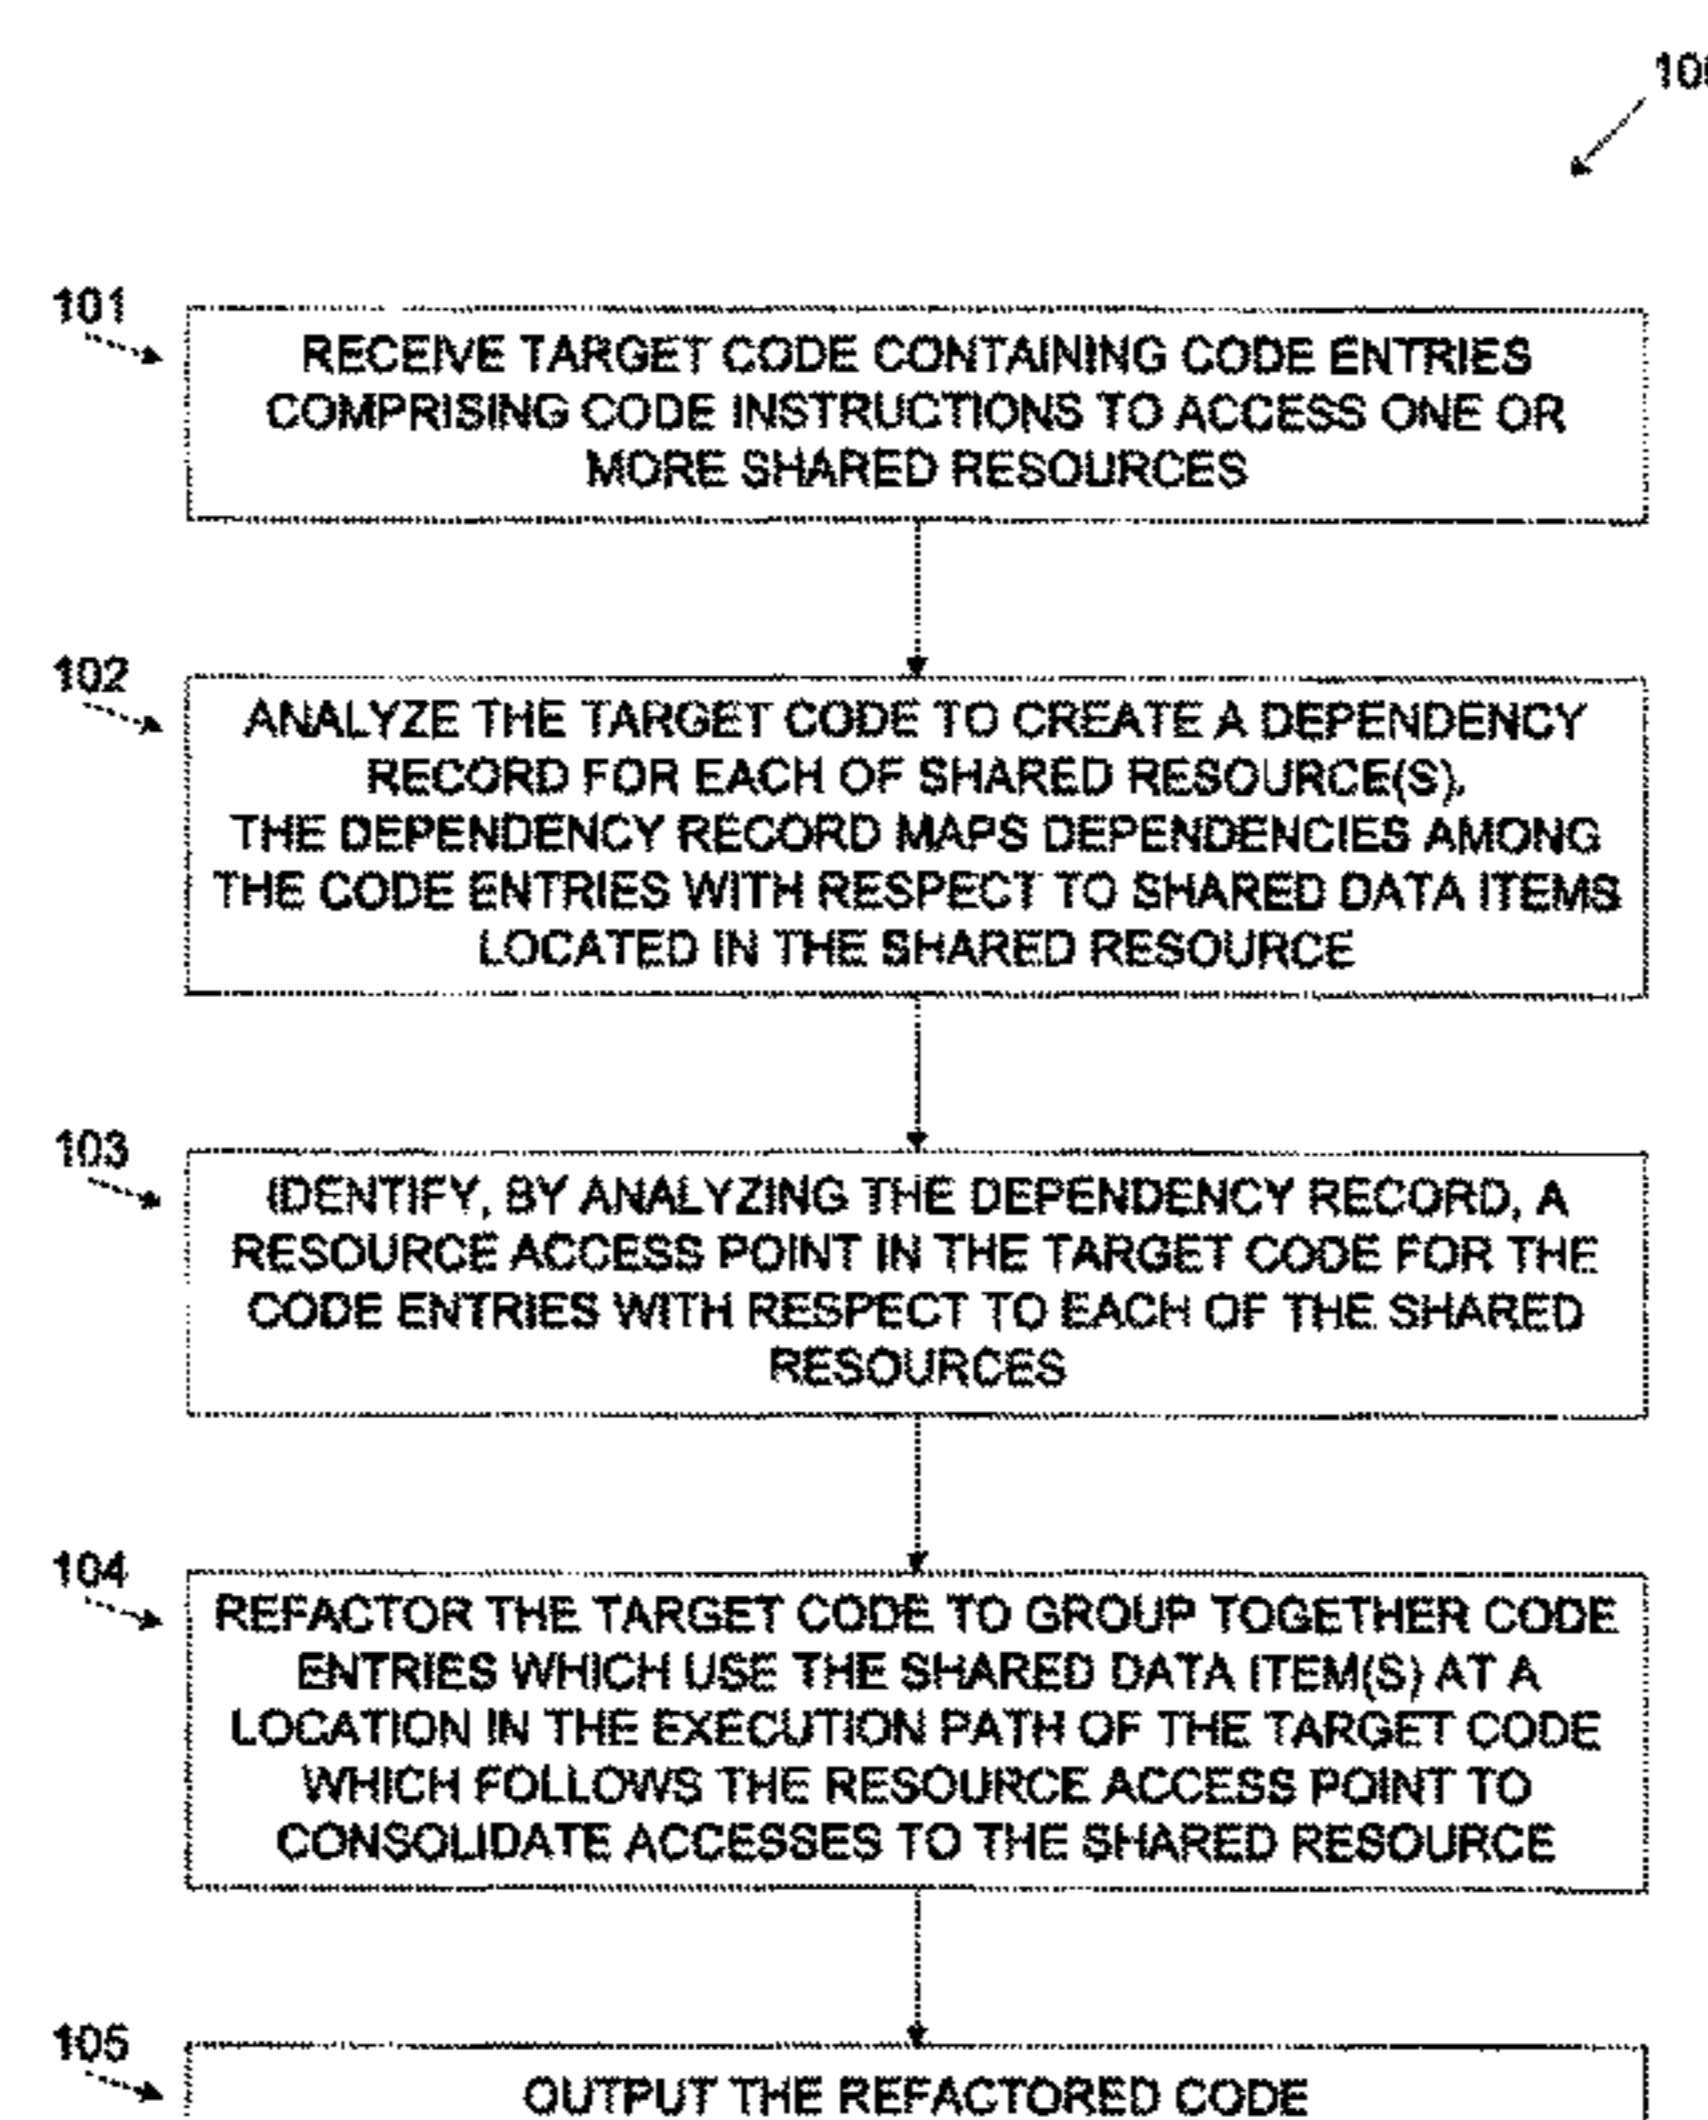 101
RECEIVE TARGET CODE CONTAINING CODE ENTRIES
COMPRISING CODE INSTRUCTIONS TO ACCESS ONE OR
MORE SHARED RESOURCES
102
ANALYZE THE TARGET CODE TO CREATE A DEPENDENCY
RECORD FOR EACH OF SHARED RESOURCE(S).
THE DEPENDENCY RECORD MAPS DEPENDENCIES AMONG
THE CODE ENTRIES WITH RESPECT TO SHARED DATA ITEMS
LOCATED IN THE SHARED RESOURCE
103
IDENTIFY, BY ANALYZING THE DEPENDENCY RECORD, A
RESOURCE ACCESS POINT IN THE TARGET CODE FOR THE
CODE ENTRIES WITH RESPECT TO EACH OF THE SHARED
RESOURCES
104
REFACTOR THE TARGET CODE TO GROUP TOGETHER CODE
ENTRIES WHICH USE THE SHARED DATA ITEM(S) AT A
LOCATION IN THE EXECUTION PATH OF THE TARGET CODE
WHICH FOLLOWS THE RESOURCE ACCESS POINT TO
CONSOLIDATE ACCESSES TO THE SHARED RESOURCE
105
OUTPUT THE REFACTORED CODE